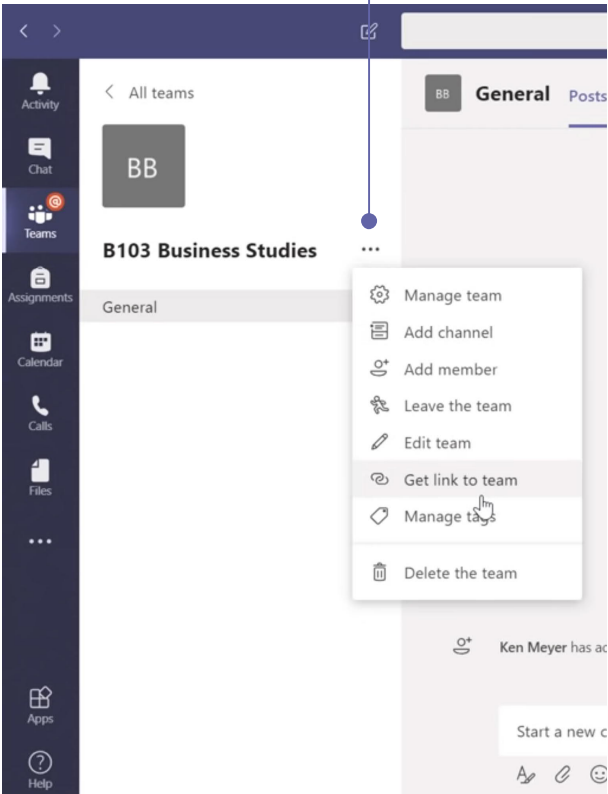 Activity
Chat
Teams
Assignments
Calendar
Calls
Files
Apps
Help
All teams
BB
B103 Business Studies
General
Manage team
Add channel
Add member
Leave the team
Edit team
Get link to team
Manage tags
Delete the team
BB General Posts
Ken Meyer has ad
Start a new c